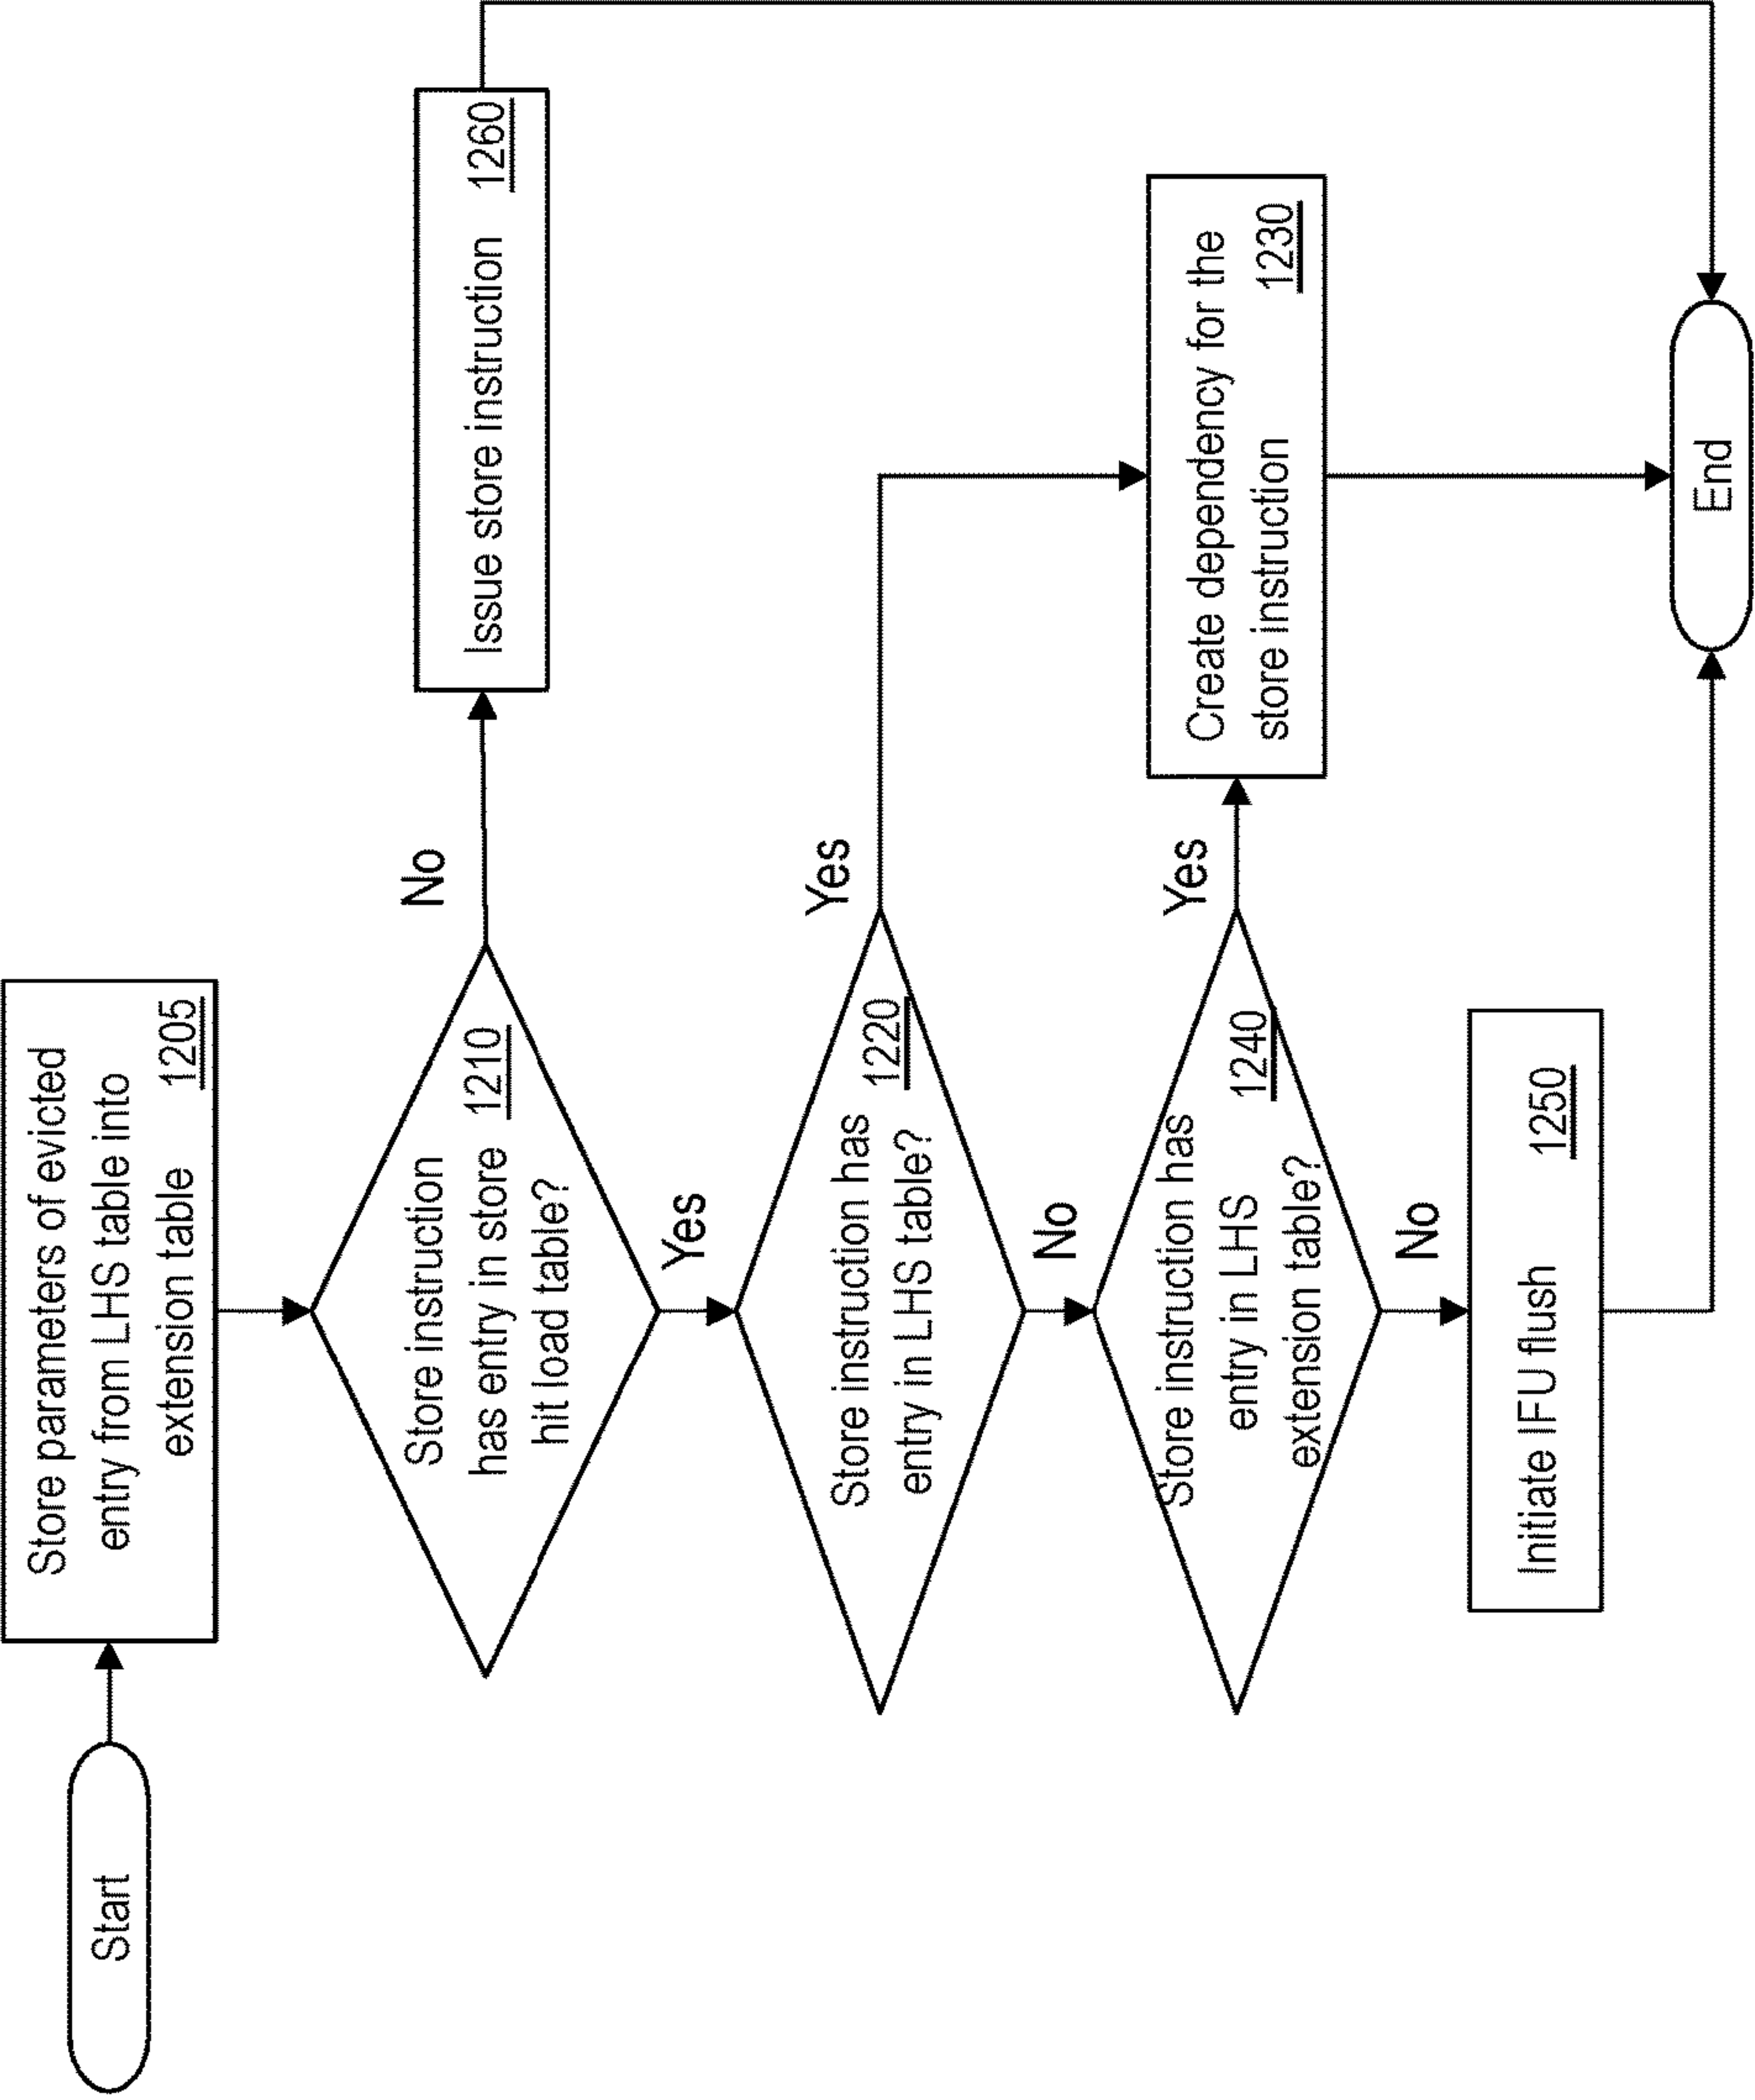 Start
Store parameters of evicted
entry from LHS table into
extension table 1205
Store instruction
has entry in store 1210
hit load table?
No
Issue store instruction 1260
Yes
Store instruction has 1220
entry in LHS table?
Yes
Create dependency for the
store instruction 1230
No
Store instruction has
entry in LHS 1240
extension table?
Yes
No
Initiate IFU flush 1250
End